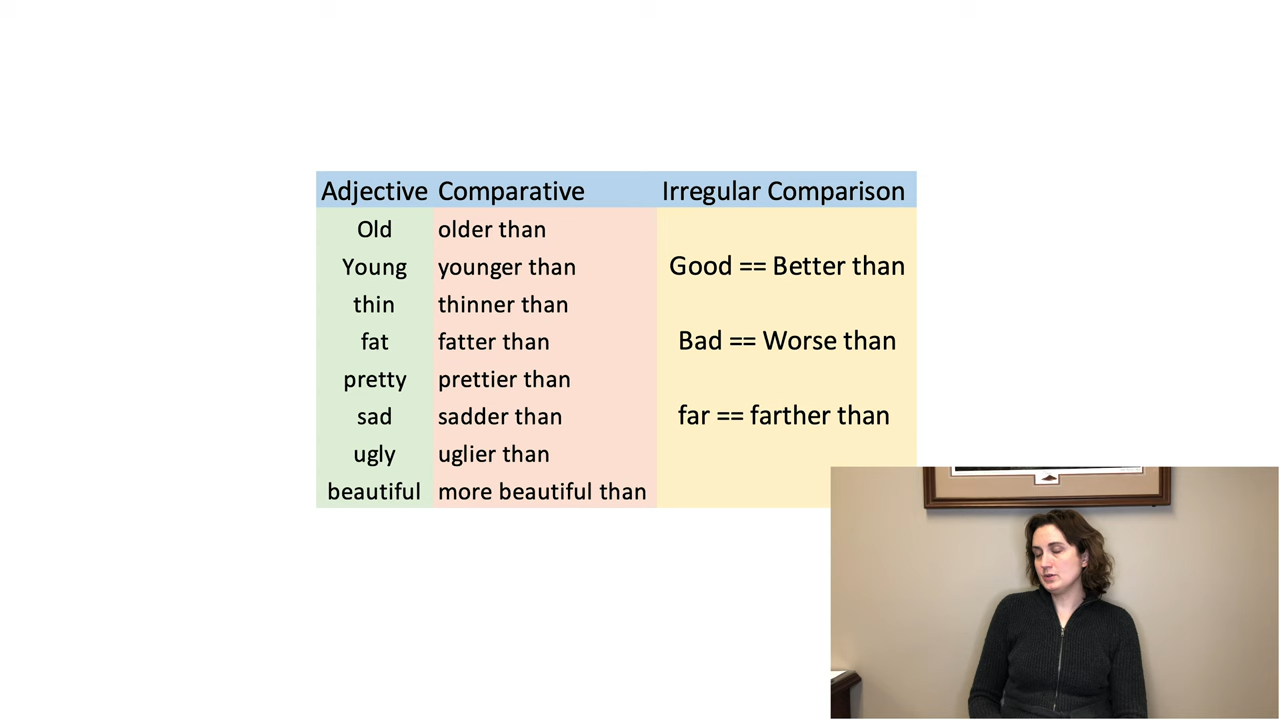 Adjective Comparative Irregular Comparison
Old older than
Young younger than Good == Better than
thin thinner than
fat fatter than Bad == Worse than
pretty prettier than
sad sadder than far == farther than
ugly uglier than
beautiful more beautiful than